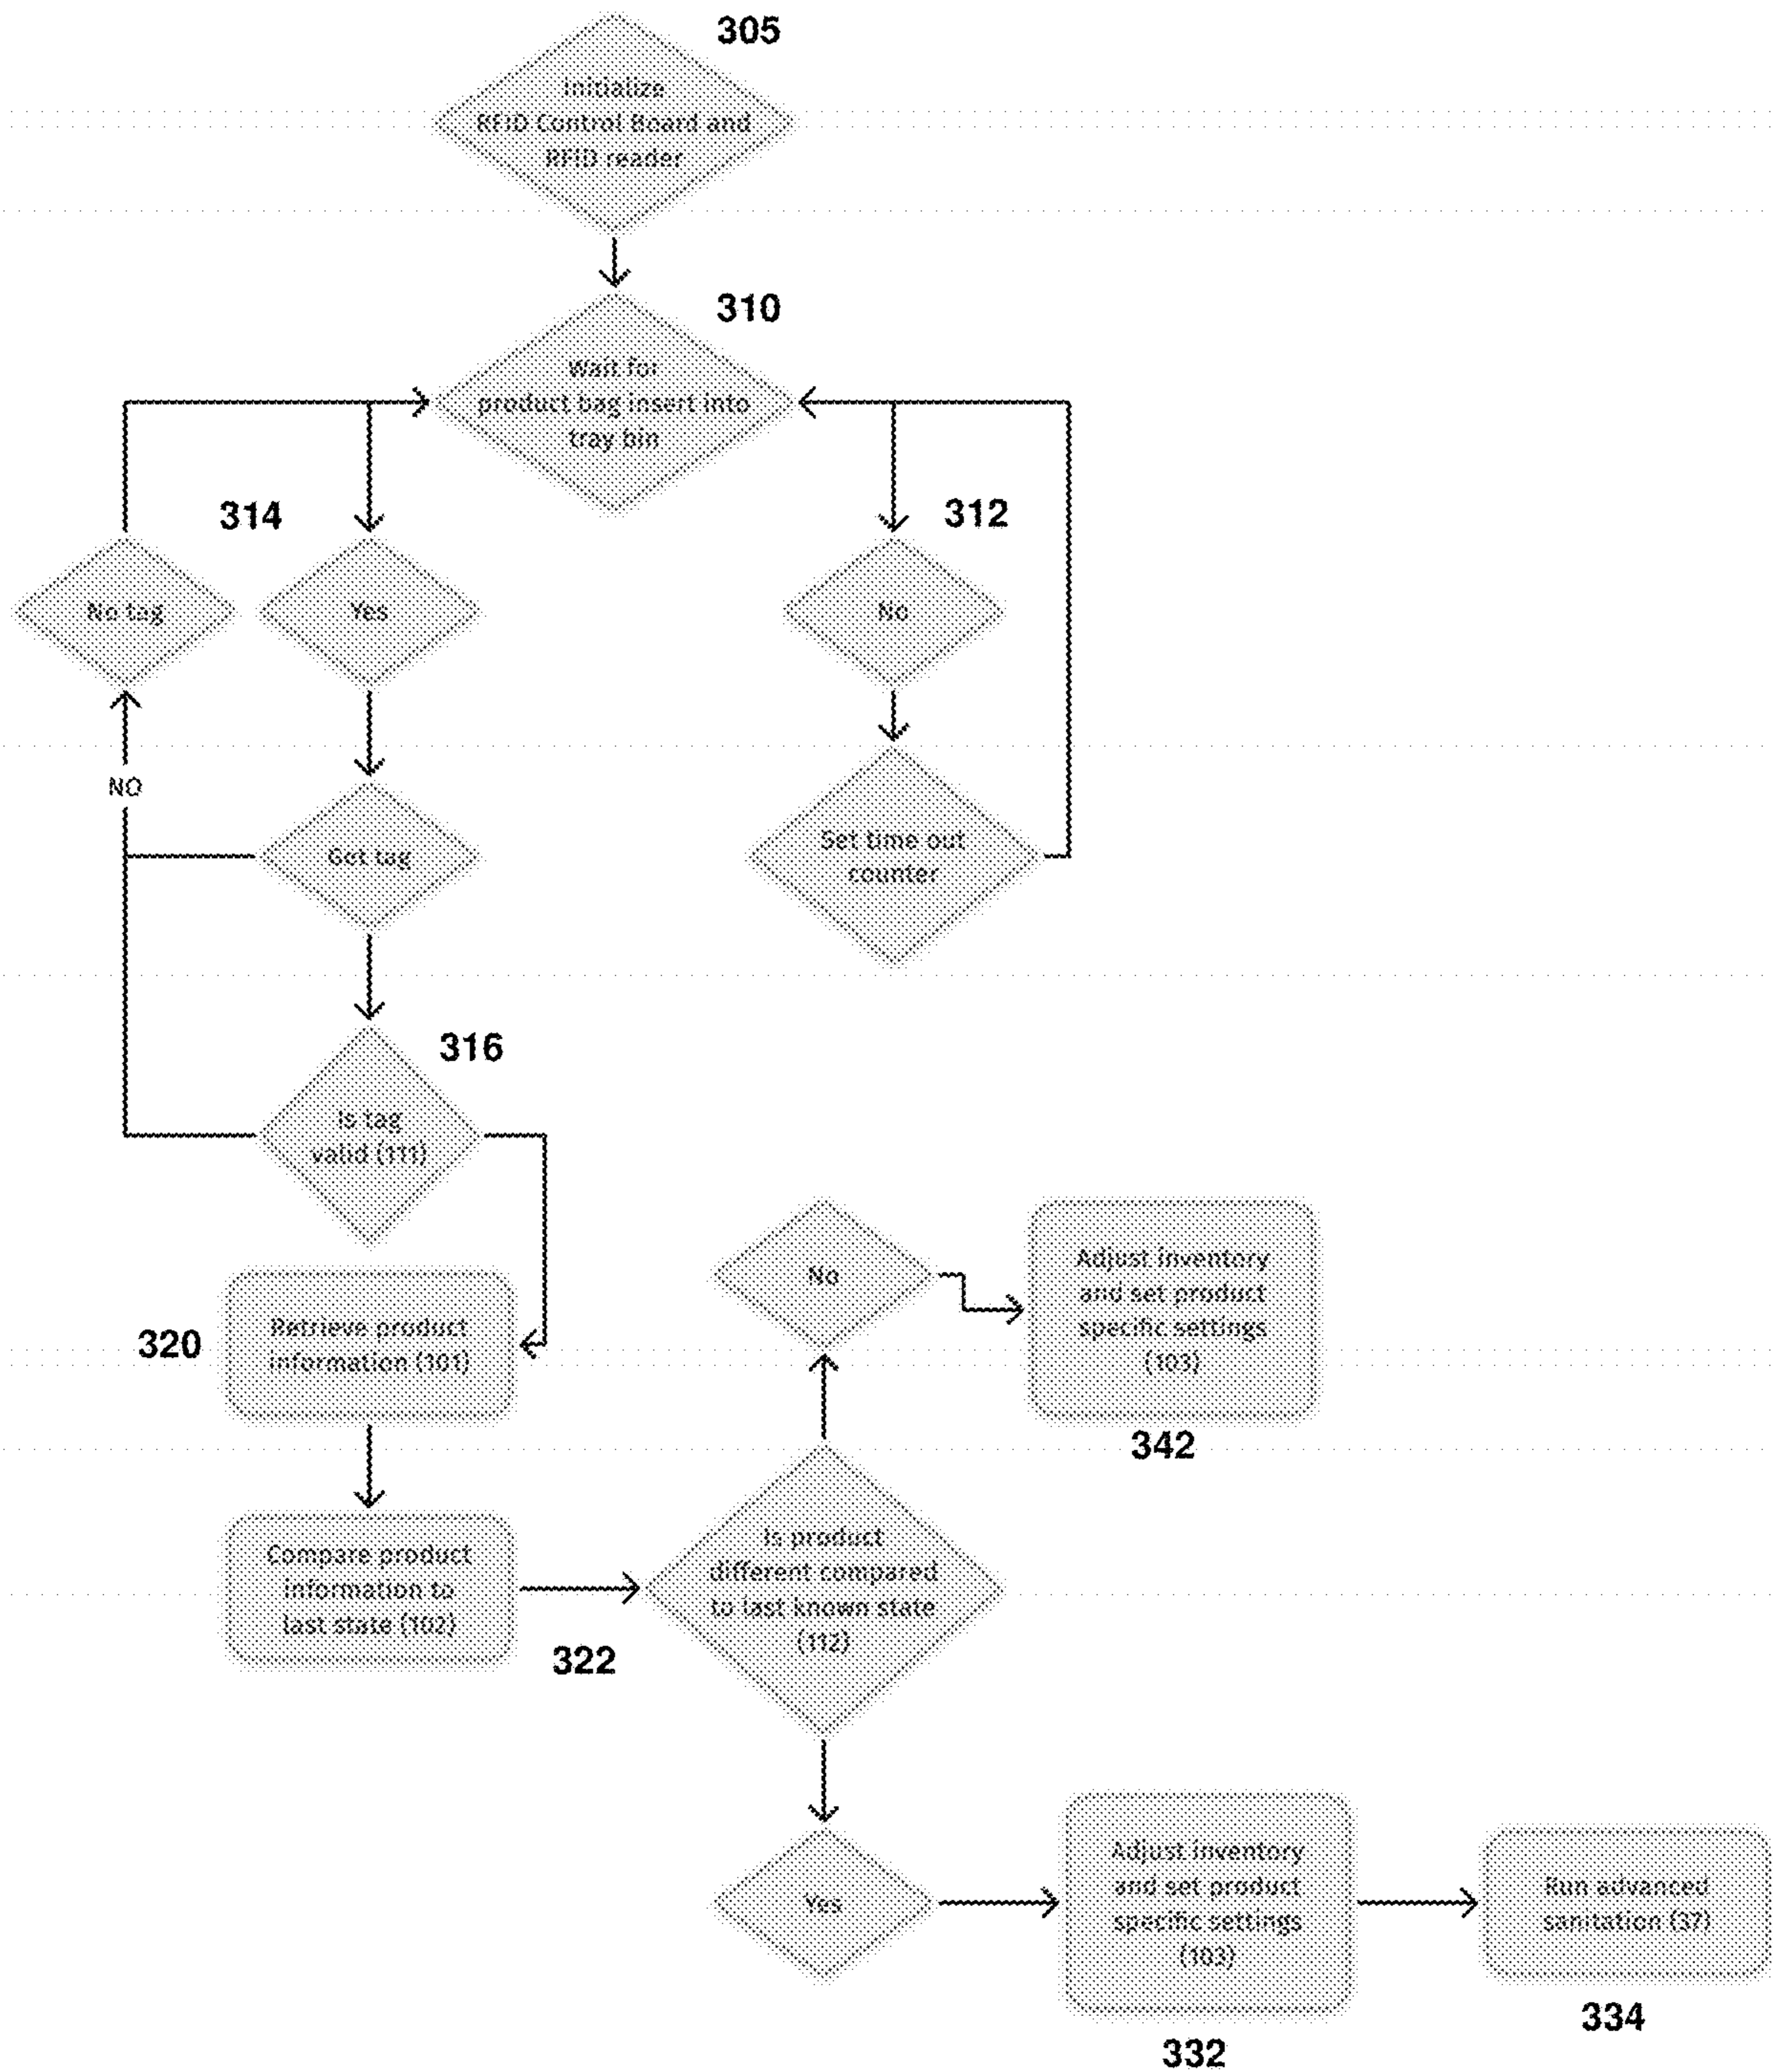 305
Initialize
RFID Control Board and
RFID reader
310
Wait for
product bag insert into
tray bin
314
312
No tag
Yes
No
NO
Get tag
Set time out
counter
316
Is tag
valid (111)
320
Retrieve product
information (101)
No
Adjust inventory
and set product
specific settings
(103)
342
Compare product
information to
last state (102)
322
Is product
different compared
to last known state
(112)
Yes
Adjust inventory
and set product
specific settings
(103)
332
Run advanced
sanitation (37)
334